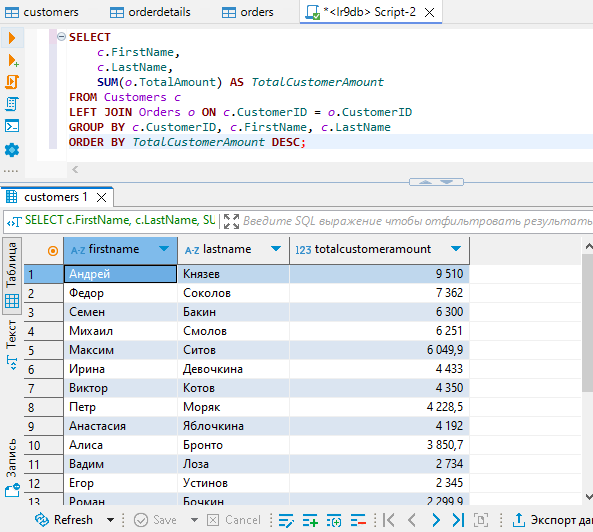 customers orderdetails orders *<lr9db> Script-2
SELECT
c.FirstName,
c.LastName,
SUM(o.TotalAmount) AS TotalCustomerAmount
FROM Customers c
LEFT JOIN Orders o ON c.CustomerID = o.CustomerID
GROUP BY c.CustomerID, c.FirstName, c.LastName
ORDER BY TotalCustomerAmount DESC;
customers 1
SELECT c.FirstName, c.LastName, SU Введите SQL выражение чтобы отфильтровать результаты
Таблица
Текст
Запись
A-Z firstname A-Z lastname 123 totalcustomeramount
1 Андрей Князев 9 510
2 Федор Соколов 7 362
3 Семен Бакин 6 300
4 Михаил Смолов 6 251
5 Максим Ситов 6 049,9
6 Ирина Девочкина 4 433
7 Виктор Котов 4 350
8 Петр Моряк 4 228,5
9 Анастасия Яблочкина 4 192
10 Алиса Бронто 3 850,7
11 Вадим Лоза 2 734
12 Егор Устинов 2 345
13 Роман Бочкин 2 299,9
Refresh Save Cancel Экспорт дан